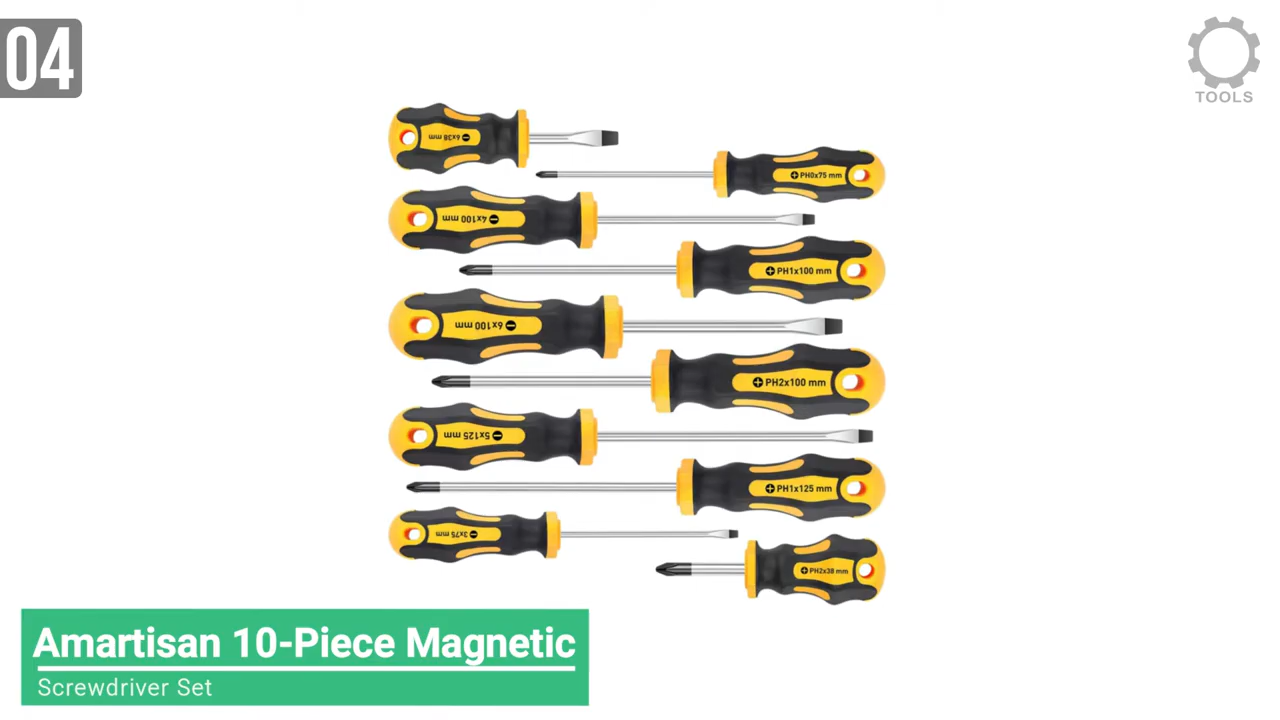 04
TOOLS
6x38 mm
PH0x75 mm
4x100 mm
PH1x100 mm
6x100 mm
PH2x100 mm
5x125 mm
PH1x125 mm
3x75 mm
PH2x38 mm
Amartisan 10-Piece Magnetic
Screwdriver Set